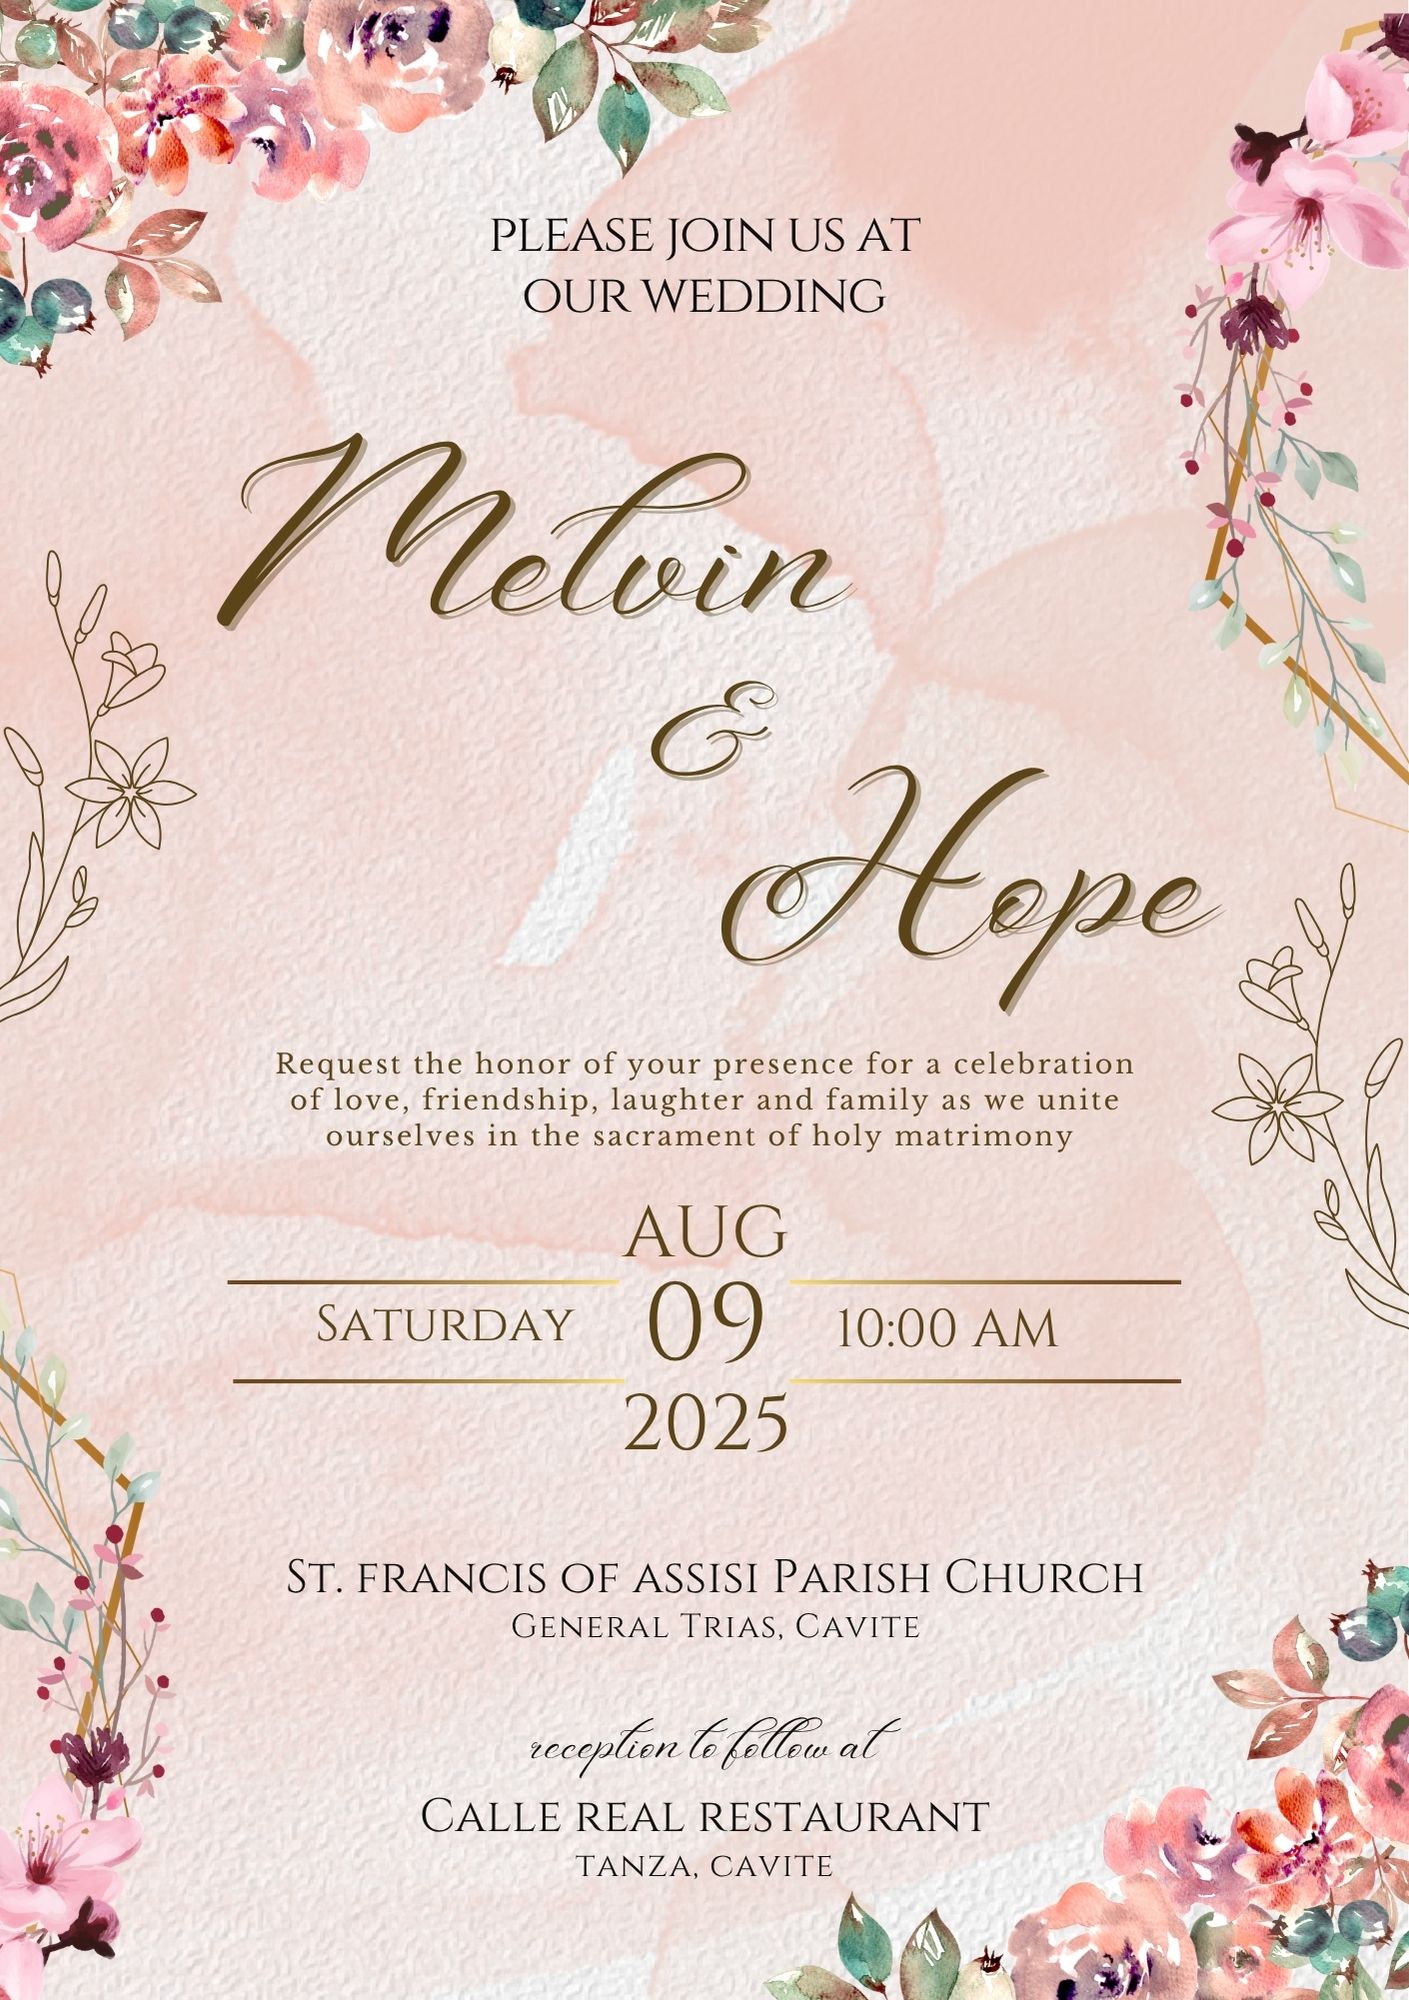 PLEASE JOIN US AT
OUR WEDDING
Melvin
&
Hope
Request the honor of your presence for a celebration
of love, friendship, laughter and family as we unite
ourselves in the sacrament of holy matrimony
AUG
SATURDAY 09 10:00 AM
2025
ST. FRANCIS OF ASSISI PARISH CHURCH
GENERAL TRIAS, CAVITE
reception to follow at
CALLE REAL RESTAURANT
TANZA, CAVITE